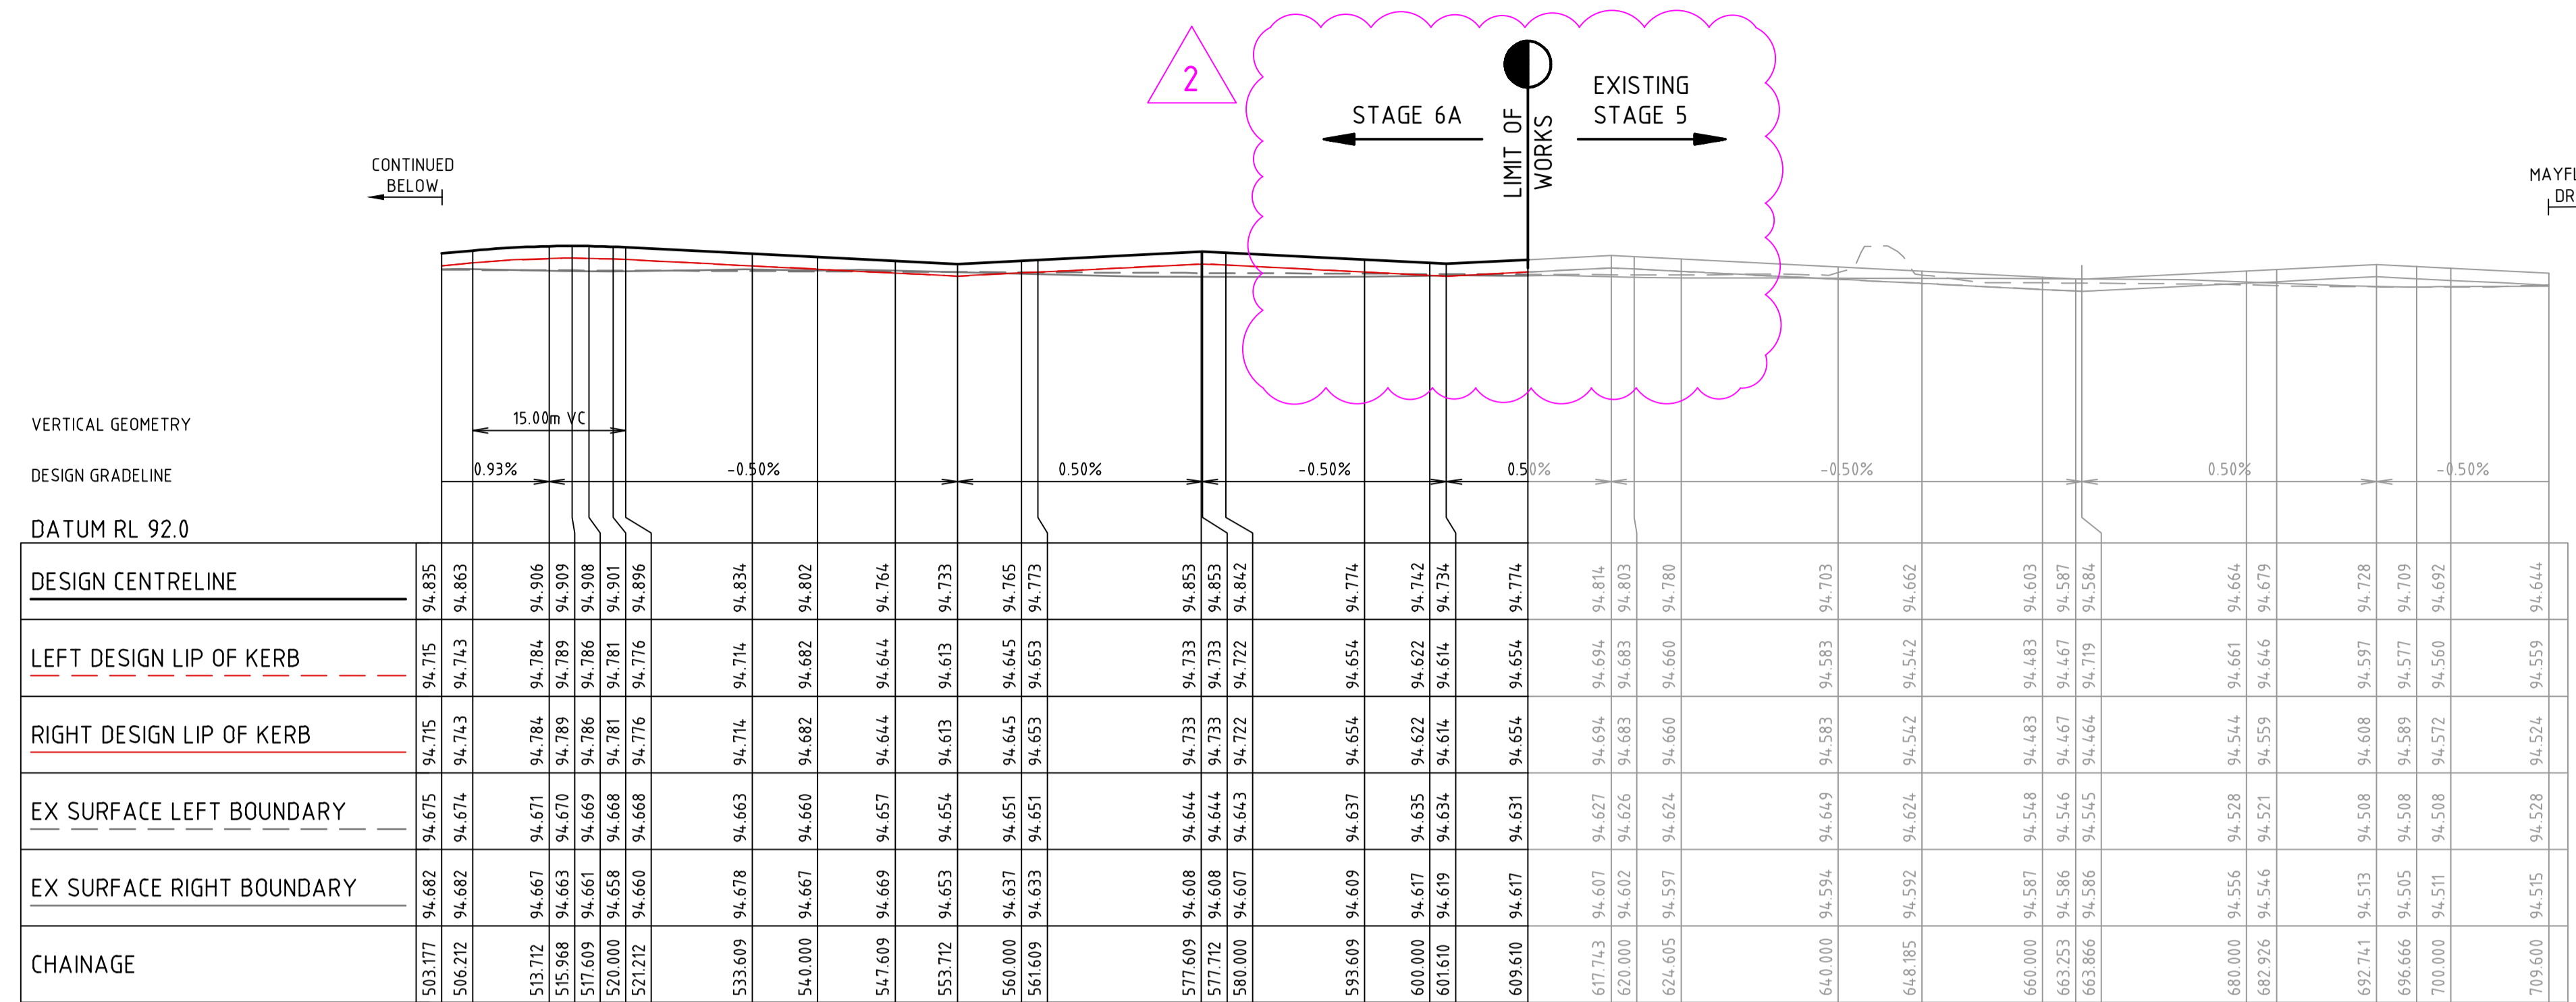 2
STAGE 6A
LIMIT OF
WORKS
EXISTING
STAGE 5
CONTINUED
BELOW
MAYFL
DR
VERTICAL GEOMETRY
15.00m VC
DESIGN GRADELINE
0.93% -0.50% 0.50% -0.50% 0.50% -0.50% 0.50% -0.50%
DATUM RL 92.0
DESIGN CENTRELINE 94.835 94.863 94.906 94.909 94.908 94.901 94.896 94.834 94.802 94.764 94.733 94.765 94.773 94.853 94.853 94.842 94.774 94.742 94.734 94.774 94.814 94.803 94.780 94.703 94.662 94.603 94.587 94.584 94.664 94.679 94.728 94.709 94.692 94.644
LEFT DESIGN LIP OF KERB 94.715 94.743 94.784 94.789 94.786 94.781 94.776 94.714 94.682 94.644 94.613 94.645 94.653 94.733 94.733 94.722 94.654 94.622 94.614 94.654 94.694 94.683 94.660 94.583 94.542 94.483 94.467 94.719 94.661 94.646 94.597 94.577 94.560 94.559
RIGHT DESIGN LIP OF KERB 94.715 94.743 94.784 94.789 94.786 94.781 94.776 94.714 94.682 94.644 94.613 94.645 94.653 94.733 94.733 94.722 94.654 94.622 94.614 94.654 94.694 94.683 94.660 94.583 94.542 94.483 94.467 94.464 94.544 94.559 94.608 94.589 94.572 94.524
EX SURFACE LEFT BOUNDARY 94.675 94.674 94.671 94.670 94.669 94.668 94.668 94.663 94.660 94.657 94.654 94.651 94.651 94.644 94.644 94.643 94.637 94.635 94.634 94.631 94.627 94.626 94.624 94.649 94.624 94.548 94.546 94.545 94.528 94.521 94.508 94.508 94.508 94.528
EX SURFACE RIGHT BOUNDARY 94.682 94.682 94.667 94.663 94.661 94.658 94.660 94.678 94.667 94.669 94.653 94.637 94.633 94.608 94.608 94.607 94.609 94.617 94.619 94.617 94.607 94.602 94.597 94.594 94.592 94.587 94.586 94.586 94.556 94.546 94.513 94.505 94.511 94.515
CHAINAGE 503.177 506.212 513.712 515.968 517.609 520.000 521.212 533.609 540.000 547.609 553.712 560.000 561.609 577.609 577.712 580.000 593.609 600.000 601.610 609.610 617.743 620.000 624.605 640.000 648.185 660.000 663.253 663.866 680.000 682.926 692.741 696.666 700.000 709.600